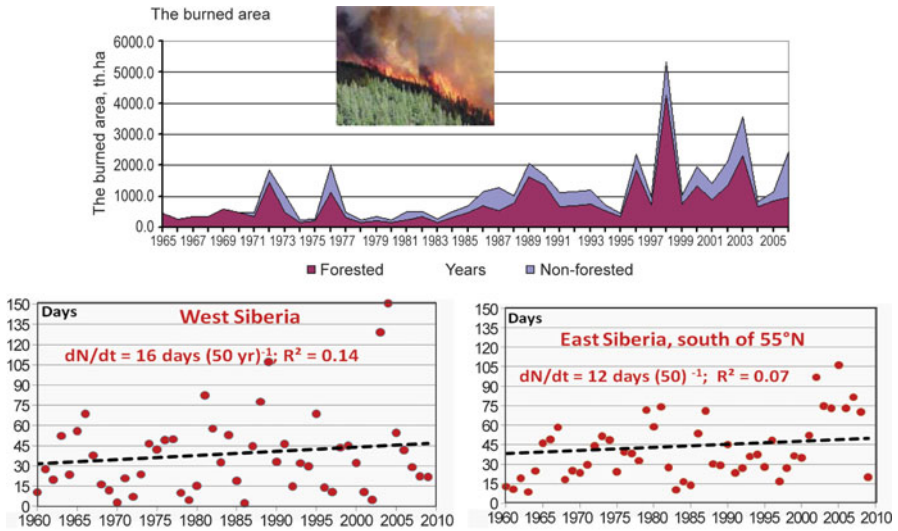 The burned area
The burned area, th.ha
6000.0
5000.0
4000.0
3000.0
2000.0
1000.0
0.0
1965 1967 1969 1971 1973 1975 1977 1979 1981 1983 1985 1987 1989 1991 1993 1995 1997 1999 2001 2003 2005
Forested Years Non-forested
Days
West Siberia
dN/dt = 16 days (50 yr)⁻¹; R² = 0.14
150
135
120
105
90
75
60
45
30
15
0
1960 1965 1970 1975 1980 1985 1990 1995 2000 2005 2010
Days
East Siberia, south of 55°N
dN/dt = 12 days (50) ⁻¹; R² = 0.07
150
135
120
105
90
75
60
45
30
15
0
1960 1965 1970 1975 1980 1985 1990 1995 2000 2005 2010